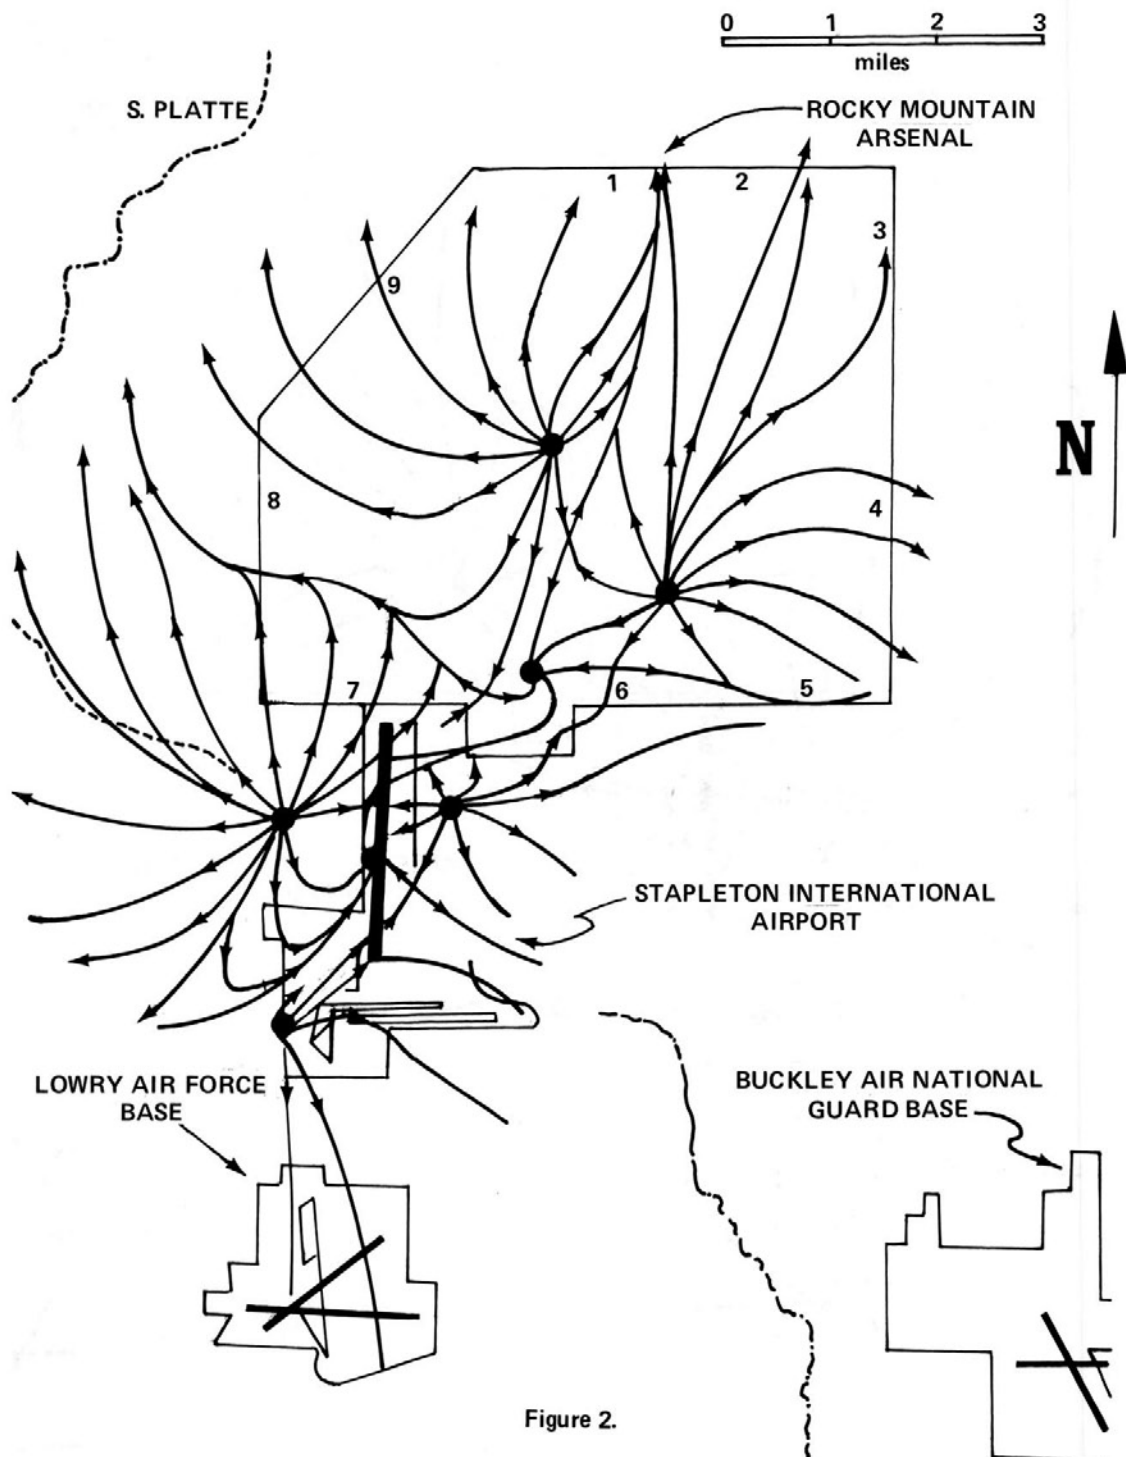 0 1 2 3
miles
S. PLATTE
ROCKY MOUNTAIN
ARSENAL
1 2
3
9
N
8
4
7
6
5
STAPLETON INTERNATIONAL
AIRPORT
LOWRY AIR FORCE
BASE
BUCKLEY AIR NATIONAL
GUARD BASE
Figure 2.